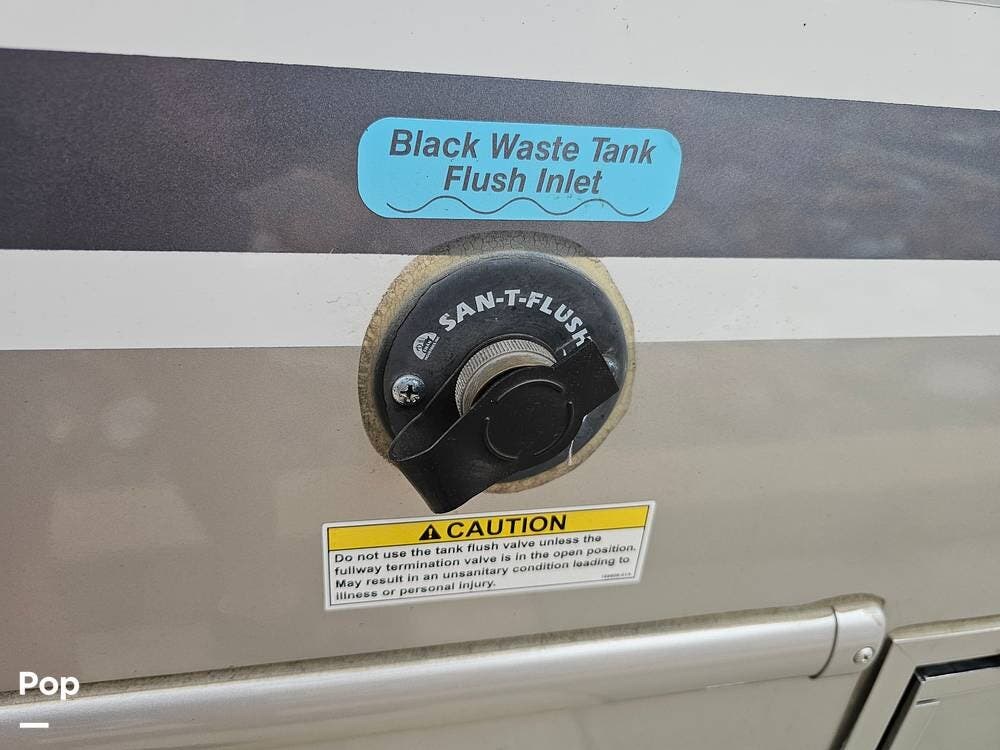 Black Waste Tank
Flush Inlet
SAN-T-FLUSH
CAUTION
Do not use the tank flush valve unless the
fullway termination valve is in the open position.
May result in an unsanitary condition leading to
illness or personal injury.
Pop